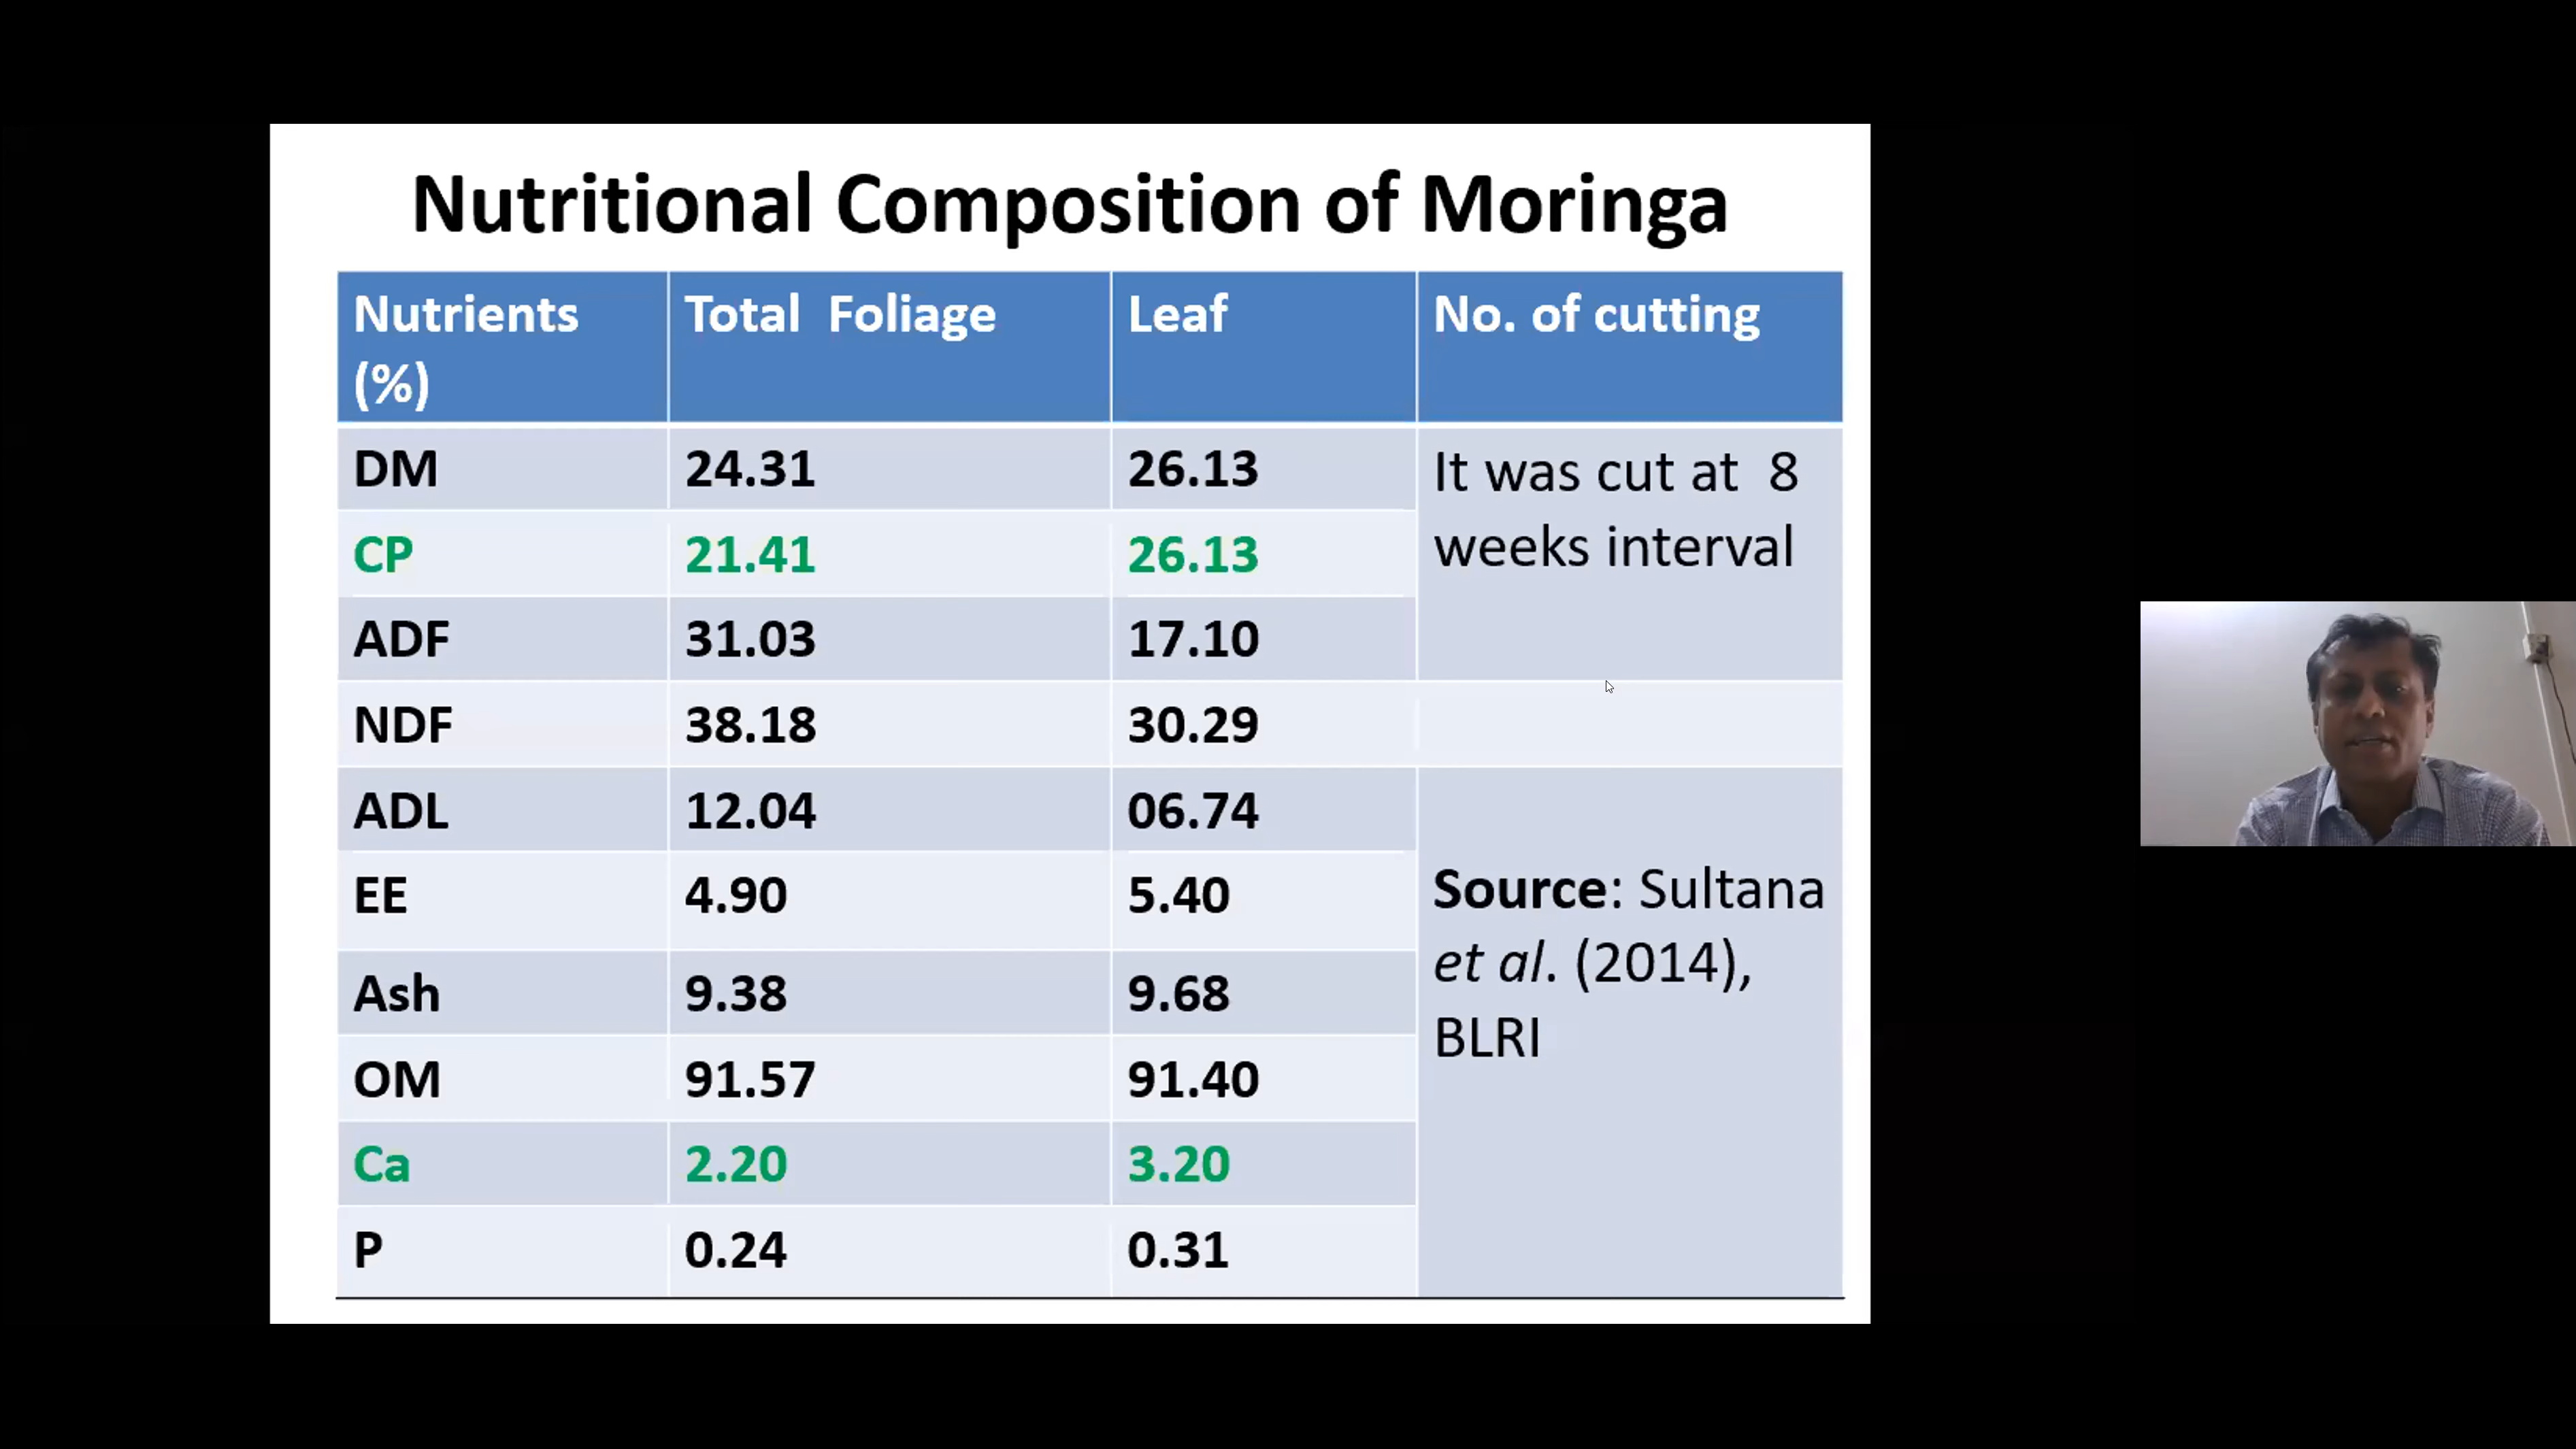 Nutritional Composition of Moringa
Nutrients (%) Total Foliage Leaf No. of cutting
DM 24.31 26.13 It was cut at 8
CP 21.41 26.13 weeks interval
ADF 31.03 17.10
NDF 38.18 30.29
ADL 12.04 06.74
EE 4.90 5.40 Source: Sultana
Ash 9.38 9.68 et al. (2014),
OM 91.57 91.40 BLRI
Ca 2.20 3.20
P 0.24 0.31